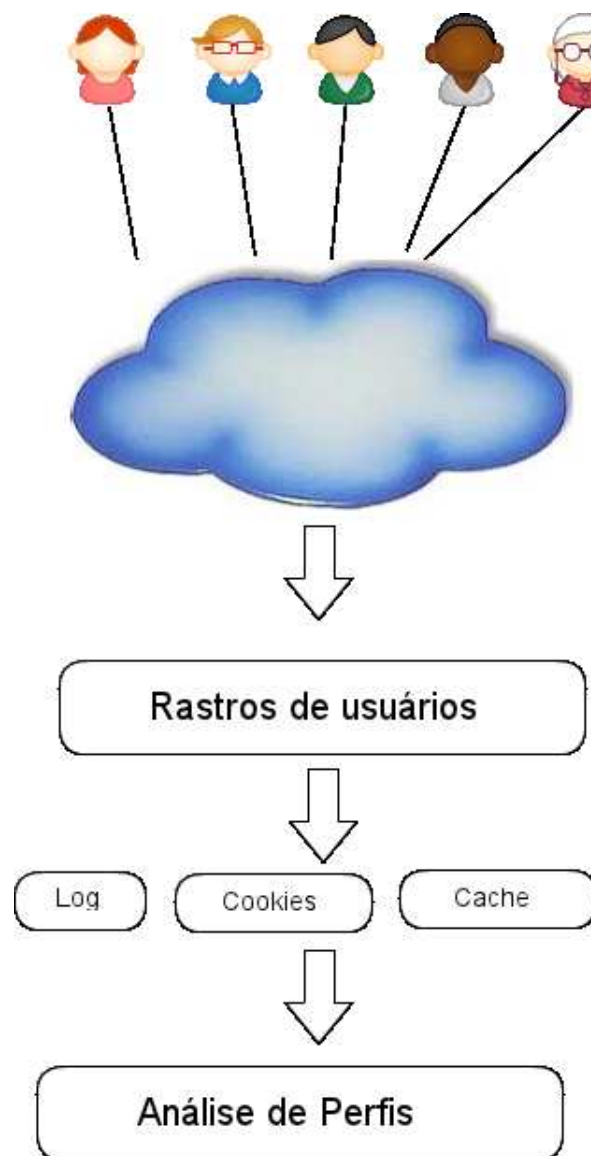 Rastros de usuários
Log
Cookies
Cache
Análise de Perfis